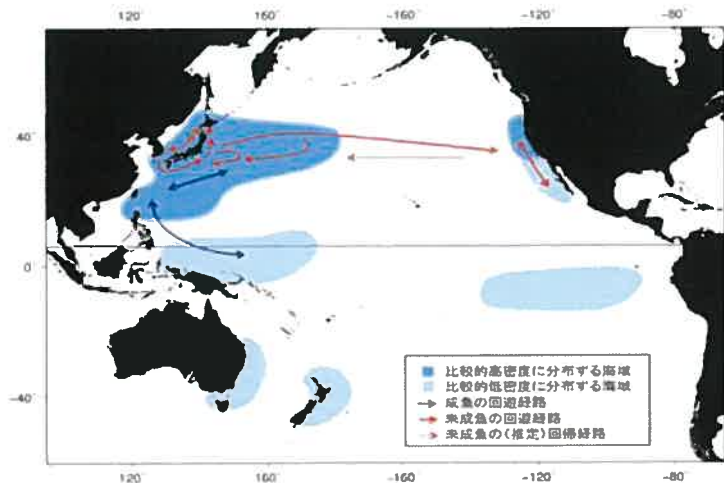 120 160 -160 -120 -80
40
0
-40
比較的高密度に分布する海域
比較的低密度に分布する海域
成魚の回遊経路
未成魚の回遊経路
未成魚の(推定)回帰経路
120 160 -160 -120 -80